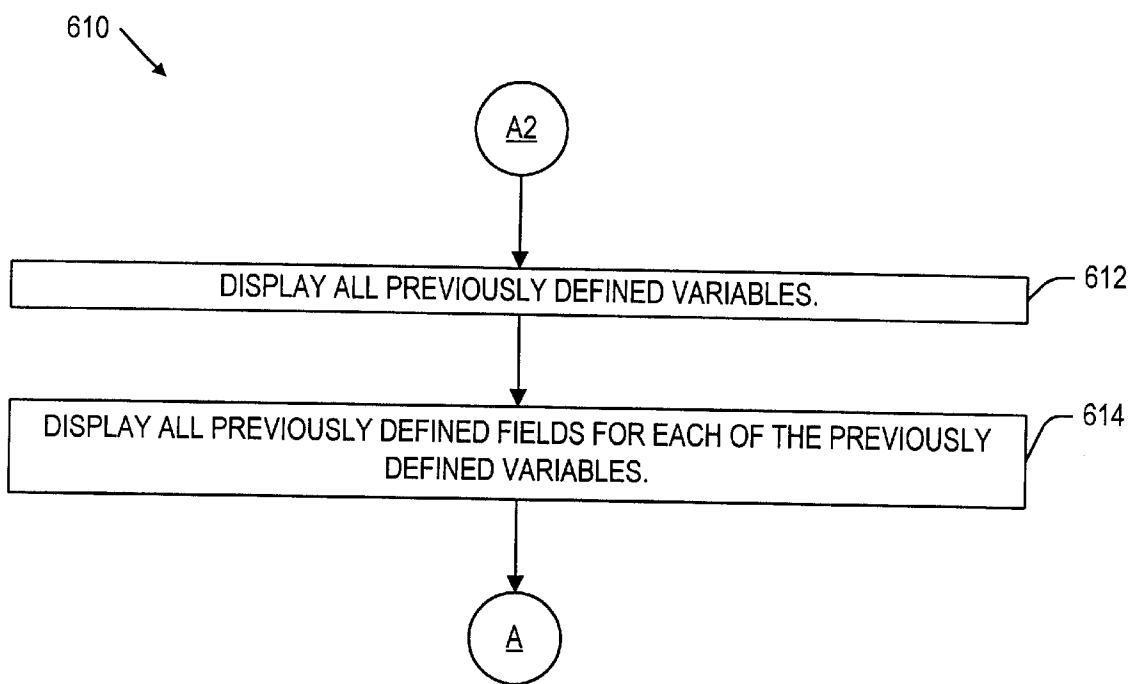 610
A2
DISPLAY ALL PREVIOUSLY DEFINED VARIABLES.
612
DISPLAY ALL PREVIOUSLY DEFINED FIELDS FOR EACH OF THE PREVIOUSLY
DEFINED VARIABLES.
614
A